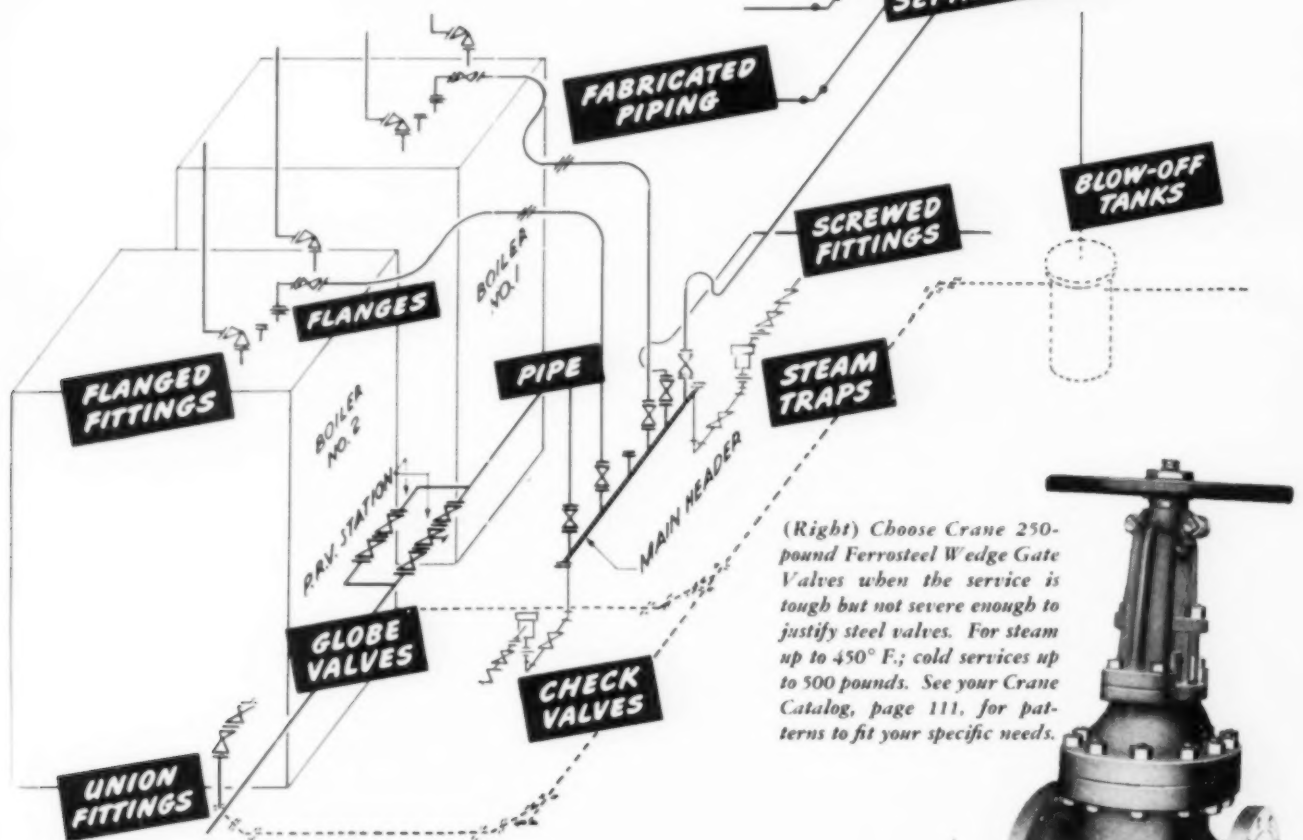 FABRICATED
PIPING
BLOW-OFF
TANKS
SCREWED
FITTINGS
BOILER
NO. 1
FLANGES
PIPE
STEAM
TRAPS
FLANGED
FITTINGS
BOILER
NO. 2
P.R.V. STATION
MAIN HEADER
GLOBE
VALVES
CHECK
VALVES
UNION
FITTINGS
(Right) Choose Crane 250-
pound Ferrosteel Wedge Gate
Valves when the service is
tough but not severe enough to
justify steel valves. For steam
up to 450° F.; cold services up
to 500 pounds. See your Crane
Catalog, page 111, for pat-
terns to fit your specific needs.